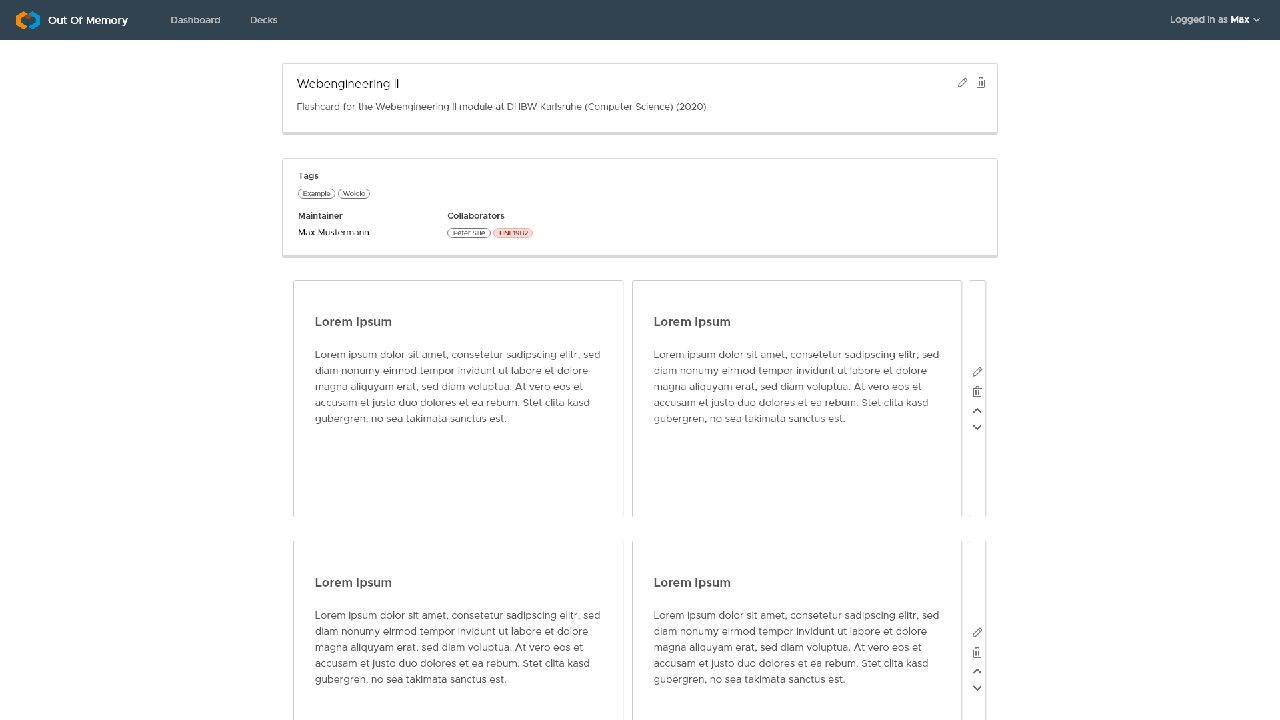 Out Of Memory
Dashboard
Decks
Logged in as Max
Webengineering II
Flashcard for the Webengineering II module at DHBW Karlsruhe (Computer Science) (2020)
Tags
Example
Maintainer
Collaborators
Max Mustermann
Peter Silie
Lorem Ipsum
Lorem ipsum dolor sit amet, consetetur sadipscing elitr, sed
diam nonumy eirmod tempor invidunt ut labore et dolore
magna aliquyam erat, sed diam voluptua. At vero eos et
accusam et justo duo dolores et ea rebum. Stet clita kasd
gubergren, no sea takimata sanctus est.
Lorem Ipsum
Lorem ipsum dolor sit amet, consetetur sadipscing elitr, sed
diam nonumy eirmod tempor invidunt ut labore et dolore
magna aliquyam erat, sed diam voluptua. At vero eos et
accusam et justo duo dolores et ea rebum. Stet clita kasd
gubergren, no sea takimata sanctus est.
Lorem Ipsum
Lorem ipsum dolor sit amet, consetetur sadipscing elitr, sed
diam nonumy eirmod tempor invidunt ut labore et dolore
magna aliquyam erat, sed diam voluptua. At vero eos et
accusam et justo duo dolores et ea rebum. Stet clita kasd
gubergren, no sea takimata sanctus est.
Lorem Ipsum
Lorem ipsum dolor sit amet, consetetur sadipscing elitr, sed
diam nonumy eirmod tempor invidunt ut labore et dolore
magna aliquyam erat, sed diam voluptua. At vero eos et
accusam et justo duo dolores et ea rebum. Stet clita kasd
gubergren, no sea takimata sanctus est.